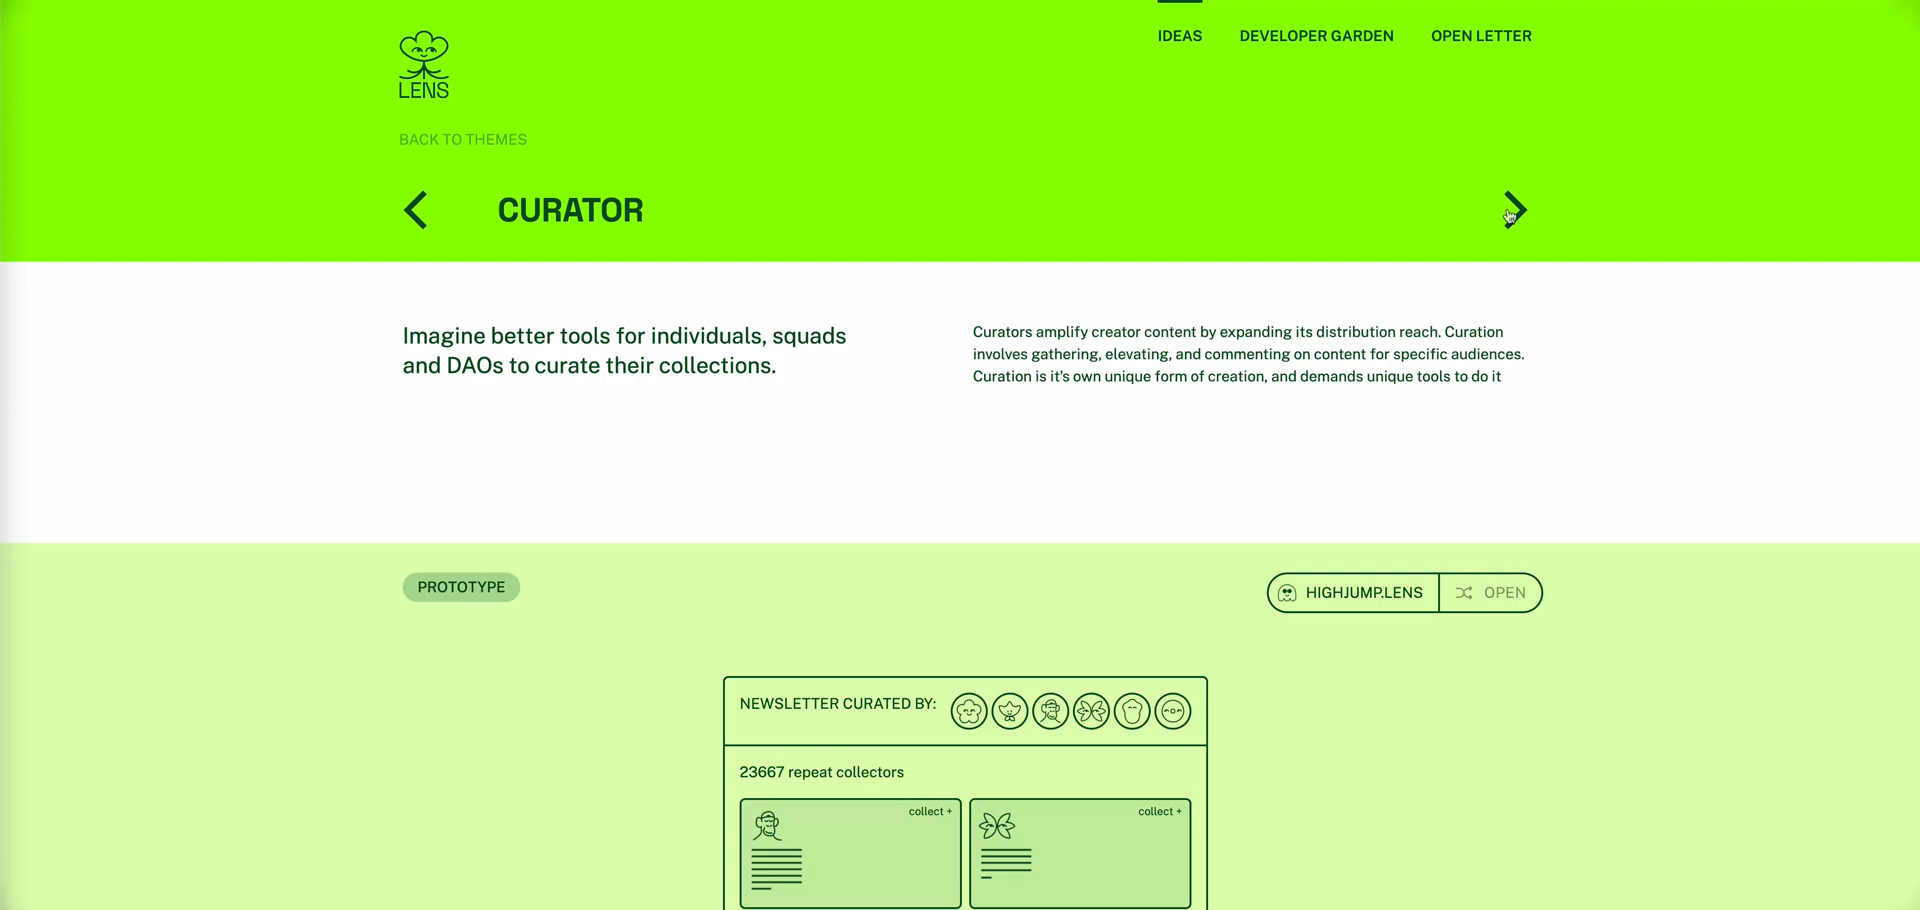 IDEAS DEVELOPER GARDEN OPEN LETTER
LENS
BACK TO THEMES
CURATOR
Imagine better tools for individuals, squads
and DAOs to curate their collections.
Curators amplify creator content by expanding its distribution reach. Curation
involves gathering, elevating, and commenting on content for specific audiences.
Curation is it's own unique form of creation, and demands unique tools to do it
PROTOTYPE
HIGHJUMP.LENS OPEN
NEWSLETTER CURATED BY:
23667 repeat collectors
collect + collect +